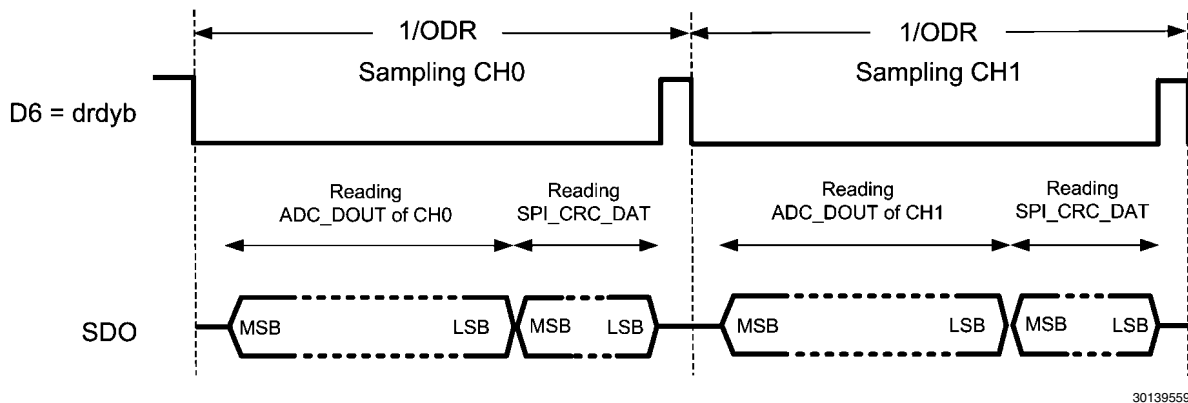 1/ODR
1/ODR
Sampling CH0
Sampling CH1
D6 = drdyb
Reading
ADC_DOUT of CH0
Reading
SPI_CRC_DAT
Reading
ADC_DOUT of CH1
Reading
SPI_CRC_DAT
SDO
MSB
LSB
MSB
LSB
MSB
LSB
MSB
LSB
30139559